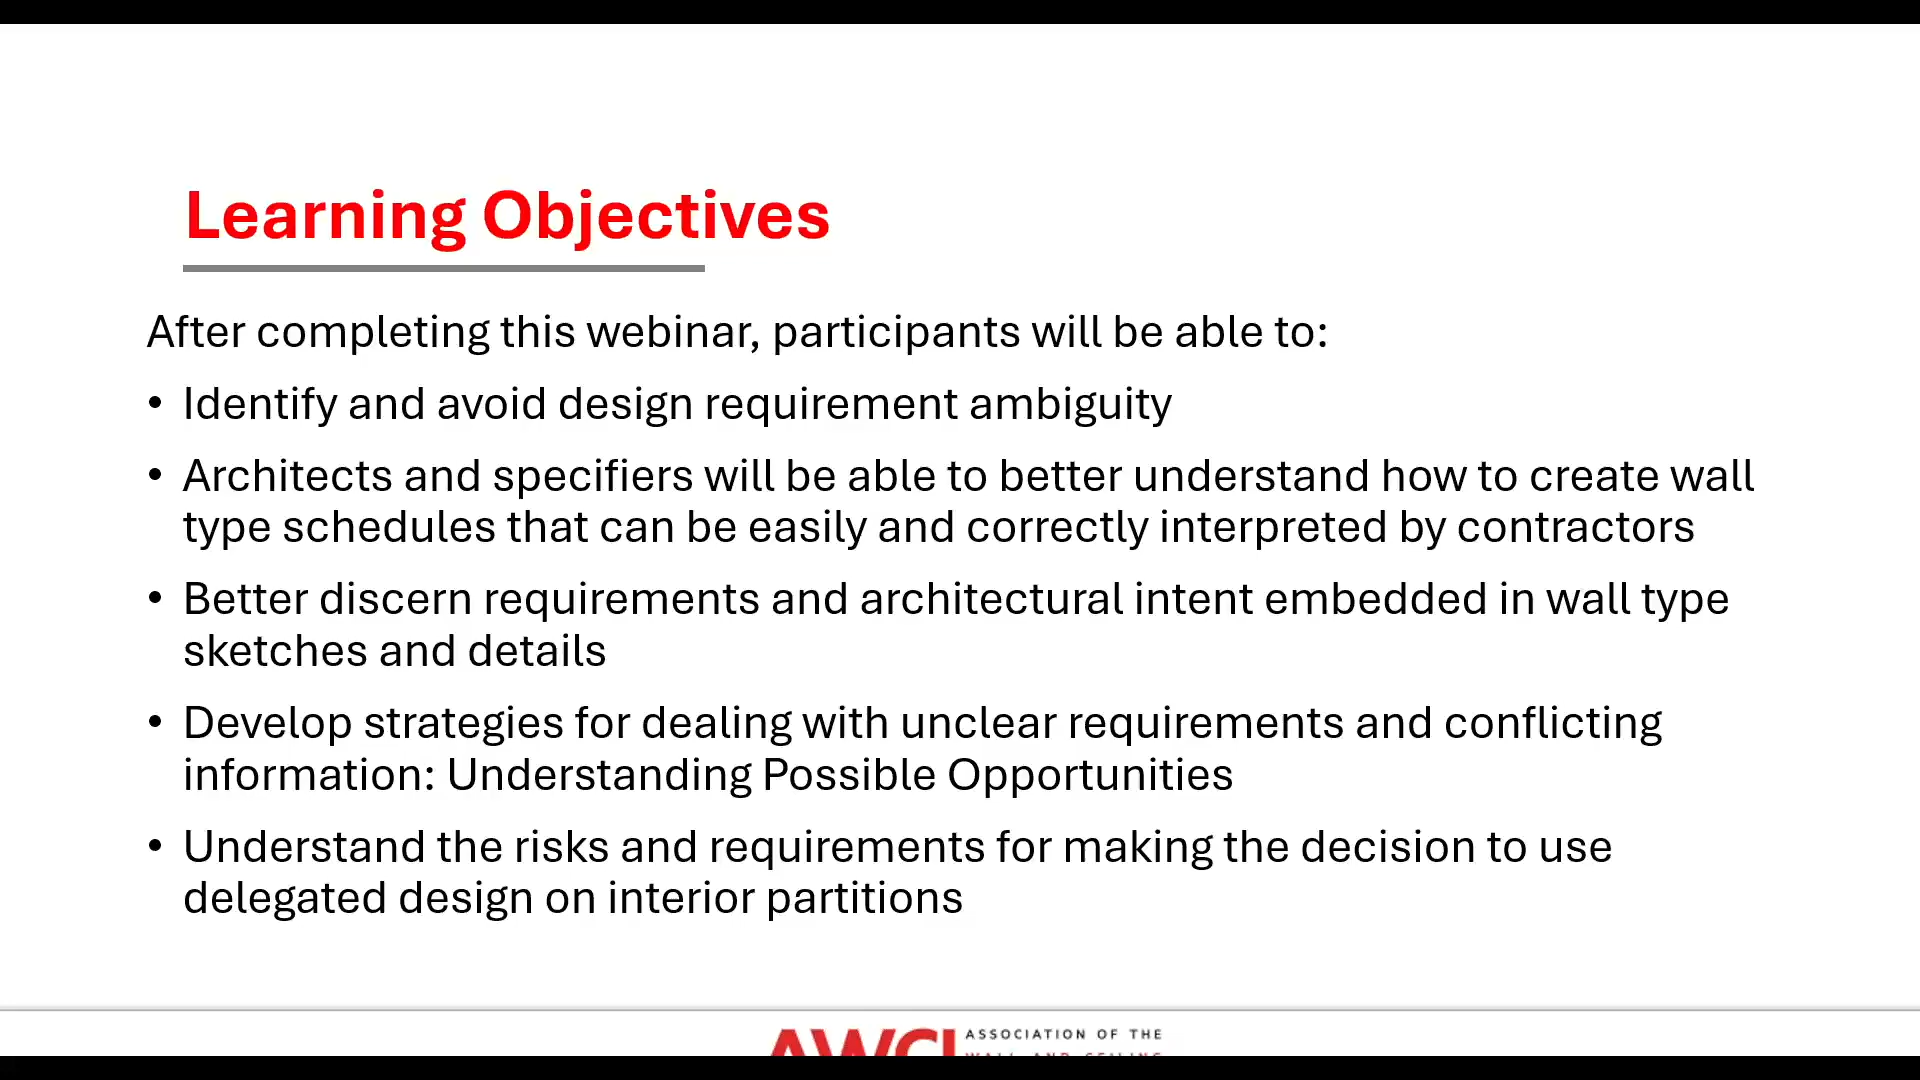 Learning Objectives
After completing this webinar, participants will be able to:
• Identify and avoid design requirement ambiguity
• Architects and specifiers will be able to better understand how to create wall
type schedules that can be easily and correctly interpreted by contractors
• Better discern requirements and architectural intent embedded in wall type
sketches and details
• Develop strategies for dealing with unclear requirements and conflicting
information: Understanding Possible Opportunities
• Understand the risks and requirements for making the decision to use
delegated design on interior partitions
AWCI ASSOCIATION OF THE